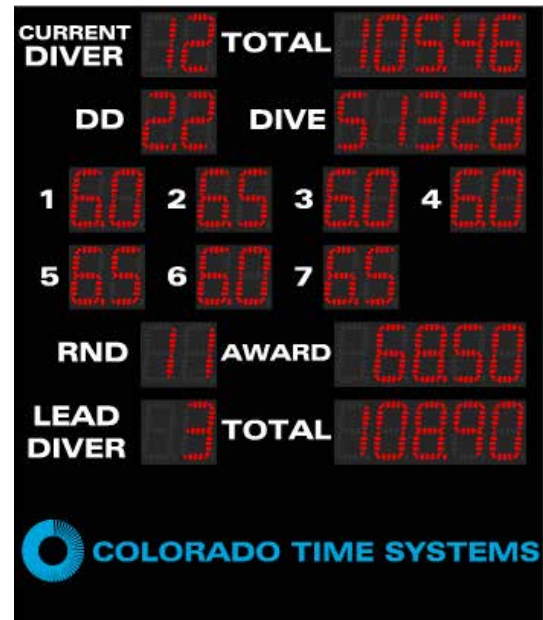 CURRENT DIVER 12 TOTAL 105.46
DD 2.2 DIVE 5132d
1 6.0 2 6.5 3 6.0 4 6.0
5 6.5 6 6.0 7 6.5
RND 11 AWARD 68.50
LEAD DIVER 3 TOTAL 108.90
COLORADO TIME SYSTEMS